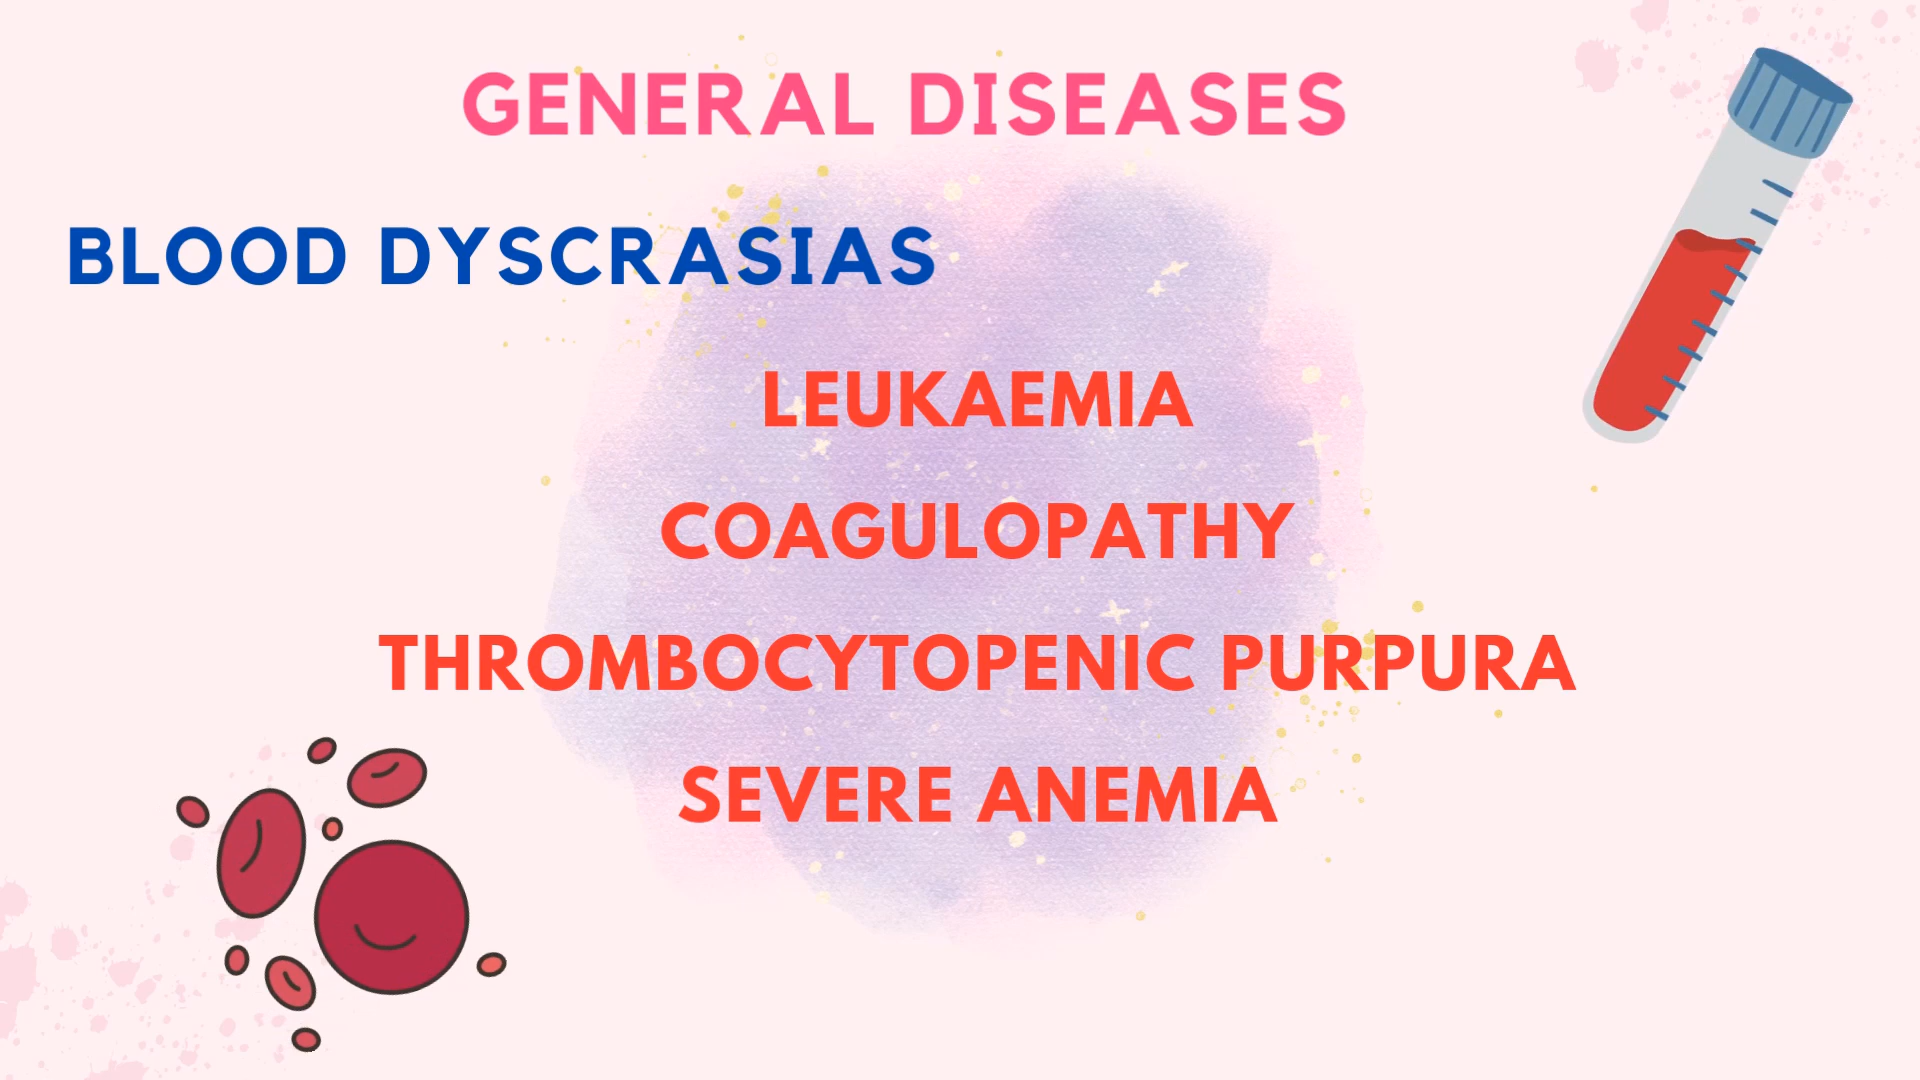 GENERAL DISEASES
BLOOD DYSCRASIAS
LEUKAEMIA
COAGULOPATHY
THROMBOCYTOPENIC PURPURA
SEVERE ANEMIA